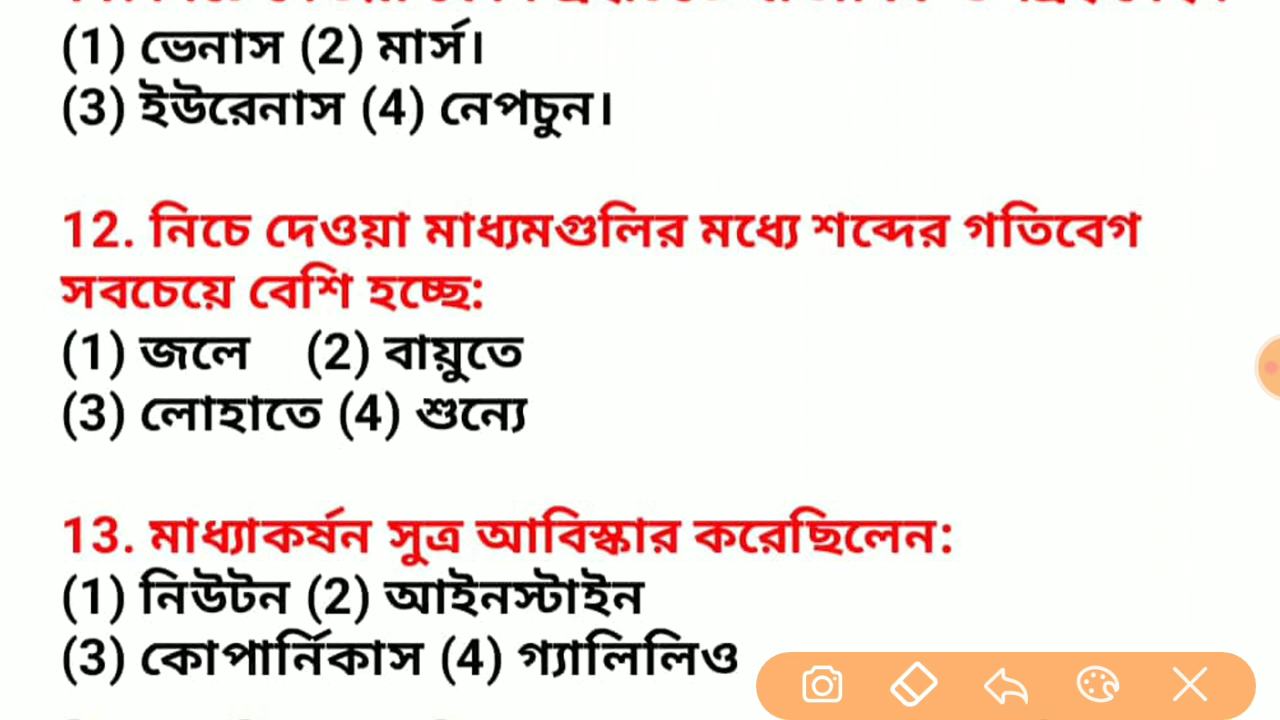 (1) ভেনাস (2) মার্স।
(3) ইউরেনাস (4) নেপচুন।
12. নিচে দেওয়া মাধ্যমগুলির মধ্যে শব্দের গতিবেগ
সবচেয়ে বেশি হচ্ছে:
(1) জলে (2) বায়ুতে
(3) লোহাতে (4) শুন্যে
13. মাধ্যাকর্ষন সুত্র আবিস্কার করেছিলেন:
(1) নিউটন (2) আইনস্টাইন
(3) কোপার্নিকাস (4) গ্যালিলিও